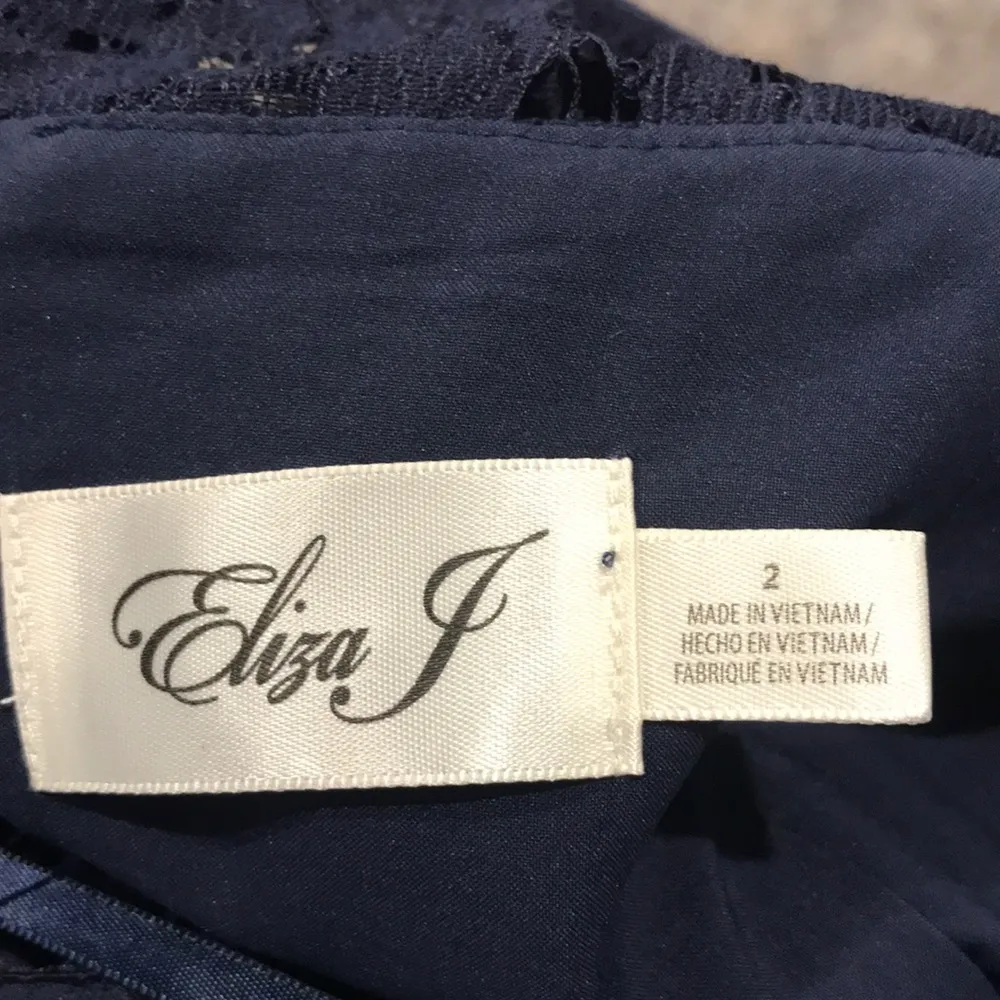 Eliza J
2
MADE IN VIETNAM/
HECHO EN VIETNAM/
FABRIQUÉ EN VIETNAM